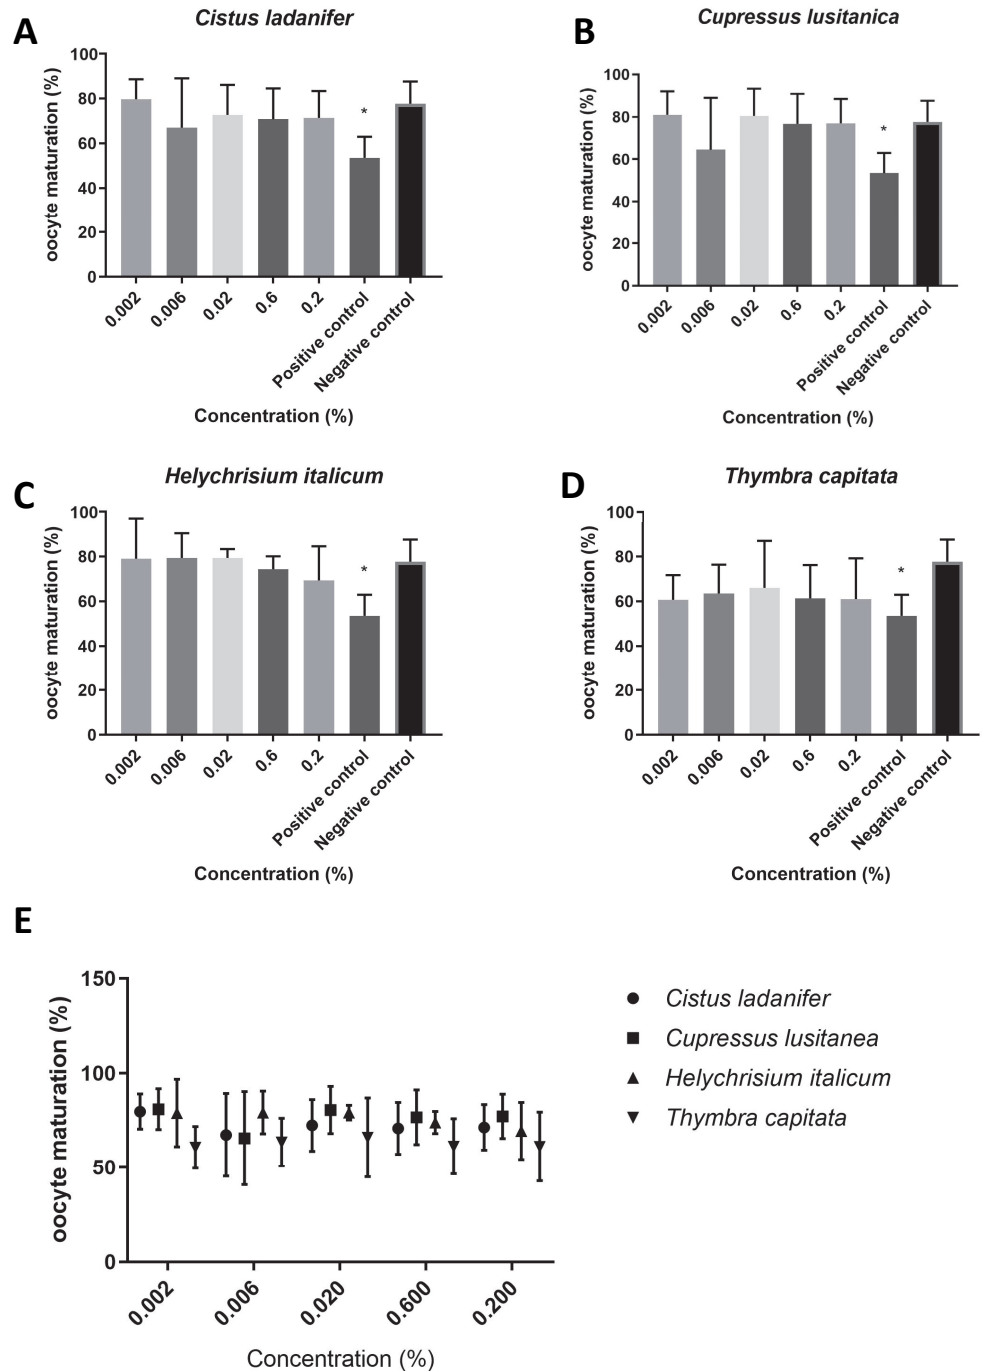 A
Cistus ladanifer
oocyte maturation (%)
100
80
60
40
20
0
*
0.002
0.006
0.02
0.6
0.2
Positive control
Negative control
Concentration (%)
B
Cupressus lusitanica
oocyte maturation (%)
100
80
60
40
20
0
*
0.002
0.006
0.02
0.6
0.2
Positive control
Negative control
Concentration (%)
C
Helychrisium italicum
oocyte maturation (%)
100
80
60
40
20
0
*
0.002
0.006
0.02
0.6
0.2
Positive control
Negative control
Concentration (%)
D
Thymbra capitata
oocyte maturation (%)
100
80
60
40
20
0
*
0.002
0.006
0.02
0.6
0.2
Positive control
Negative control
Concentration (%)
E
oocyte maturation (%)
150
100
50
0
0.002
0.006
0.020
0.600
0.200
Concentration (%)
Cistus ladanifer
Cupressus lusitanea
Helychrisium italicum
Thymbra capitata